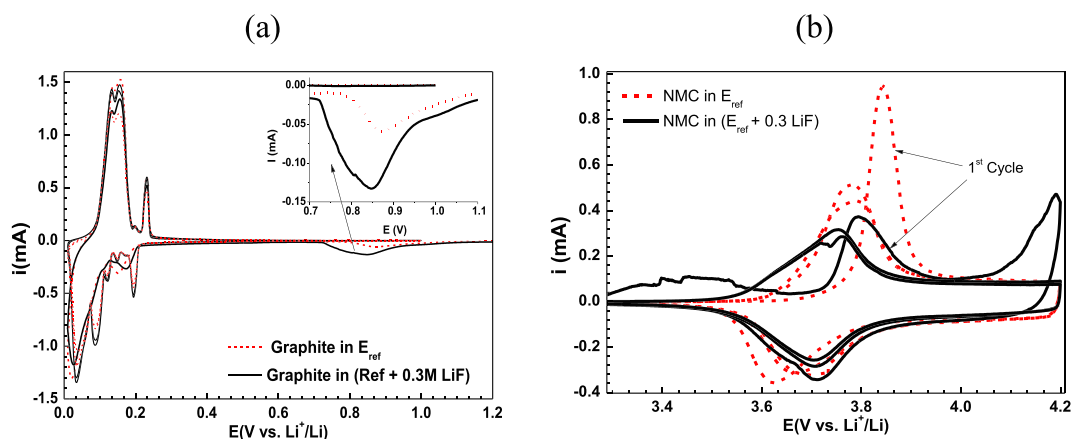 (a)
1.5
1.0
0.5
0.0
-0.5
-1.0
-1.5
i(mA)
0.0 0.2 0.4 0.6 0.8 1.0 1.2
E(V vs. Li⁺/Li)
0.00
-0.05
-0.10
-0.15
I (mA)
0.7 0.8 0.9 1.0 1.1
E (V)
Graphite in Eref
Graphite in (Ref + 0.3M LiF)
(b)
1.0
0.8
0.6
0.4
0.2
0.0
-0.2
-0.4
i (mA)
3.4 3.6 3.8 4.0 4.2
E(V vs. Li⁺/Li)
NMC in Eref
NMC in (Eref + 0.3 LiF)
1st Cycle